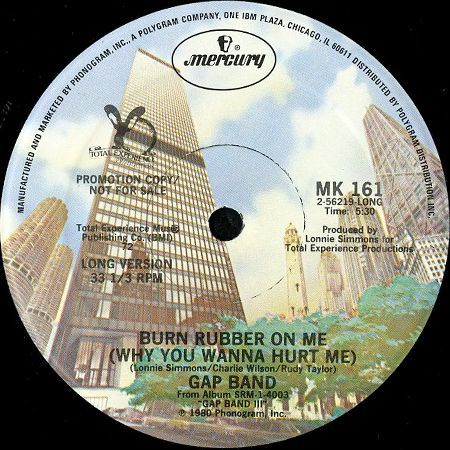 MANUFACTURED AND MARKETED BY PHONOGRAM, INC., A POLYGRAM COMPANY, ONE IBM PLAZA, CHICAGO, IL 60611 DISTRIBUTED BY POLYGRAM DISTRIBUTION, INC.
mercury
TOTAL EXPERIENCE
PROMOTION COPY/
NOT FOR SALE
MK 161
2-56219-LONG
Time: 5:30
Total Experience Music
Publishing Co. (BMI)
'72
Produced by
Lonnie Simmons for
Total Experience Productions
LONG VERSION
33-1/3 RPM
BURN RUBBER ON ME
(WHY YOU WANNA HURT ME)
(Lonnie Simmons/Charlie Wilson/Rudy Taylor)
GAP BAND
From Album SRM-1-4003
"GAP BAND III"
℗ 1980 Phonogram, Inc.